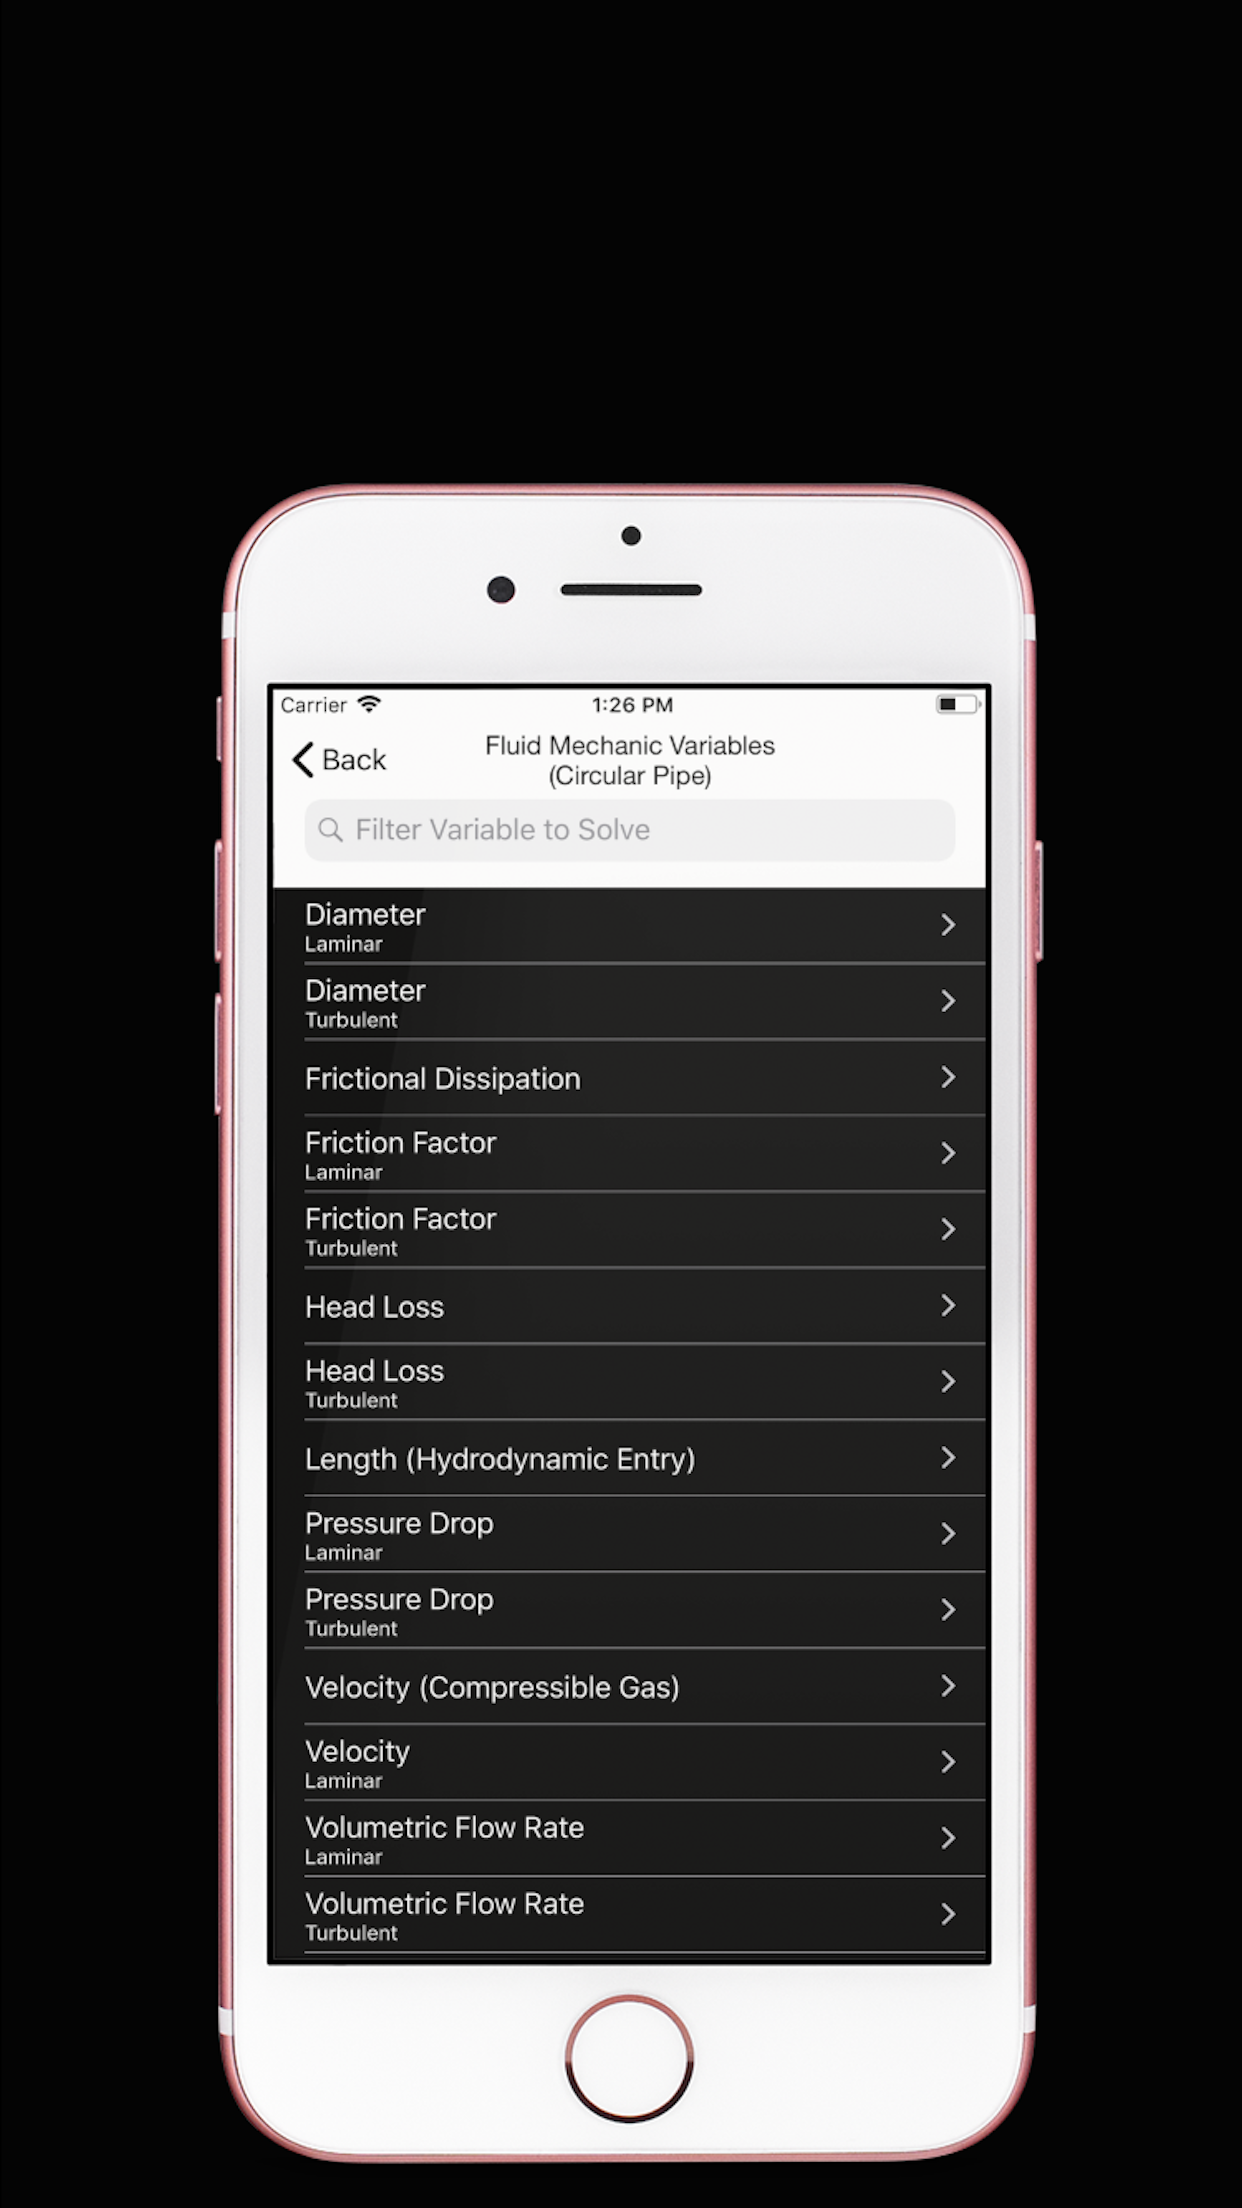 Carrier
1:26 PM
Back
Fluid Mechanic Variables
(Circular Pipe)
Filter Variable to Solve
Diameter
Laminar
Diameter
Turbulent
Frictional Dissipation
Friction Factor
Laminar
Friction Factor
Turbulent
Head Loss
Head Loss
Turbulent
Length (Hydrodynamic Entry)
Pressure Drop
Laminar
Pressure Drop
Turbulent
Velocity (Compressible Gas)
Velocity
Laminar
Volumetric Flow Rate
Laminar
Volumetric Flow Rate
Turbulent